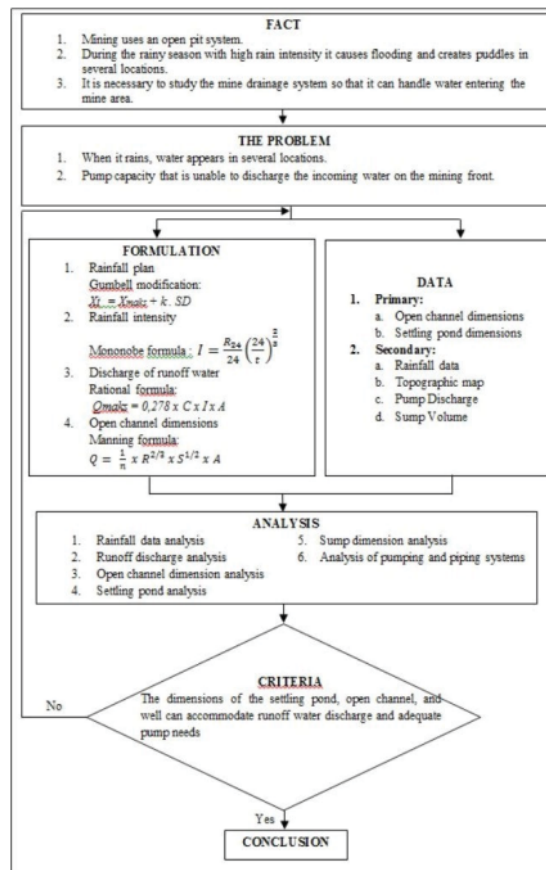 FACT
1. Mining uses an open pit system.
2. During the rainy season with high rain intensity it causes flooding and creates puddles in
several locations.
3. It is necessary to study the mine drainage system so that it can handle water entering the
mine area.
THE PROBLEM
1. When it rains, water appears in several locations.
2. Pump capacity that is unable to discharge the incoming water on the mining front.
FORMULATION
1. Rainfall plan
Gumbell modification:
Xt = Xmaks + k. SD
2. Rainfall intensity
Mononobe formula : I = R24/24 (24/t)^2/3
3. Discharge of runoff water
Rational formula:
Qmaks = 0,278 x C x I x A
4. Open channel dimensions
Manning formula:
Q = 1/n x R^2/3 x S^1/2 x A
DATA
1. Primary:
a. Open channel dimensions
b. Settling pond dimensions
2. Secondary:
a. Rainfall data
b. Topographic map
c. Pump Discharge
d. Sump Volume
ANALYSIS
1. Rainfall data analysis
2. Runoff discharge analysis
3. Open channel dimension analysis
4. Settling pond analysis
5. Sump dimension analysis
6. Analysis of pumping and piping systems
CRITERIA
The dimensions of the settling pond, open channel, and
well can accommodate runoff water discharge and adequate
pump needs
No
Yes
CONCLUSION